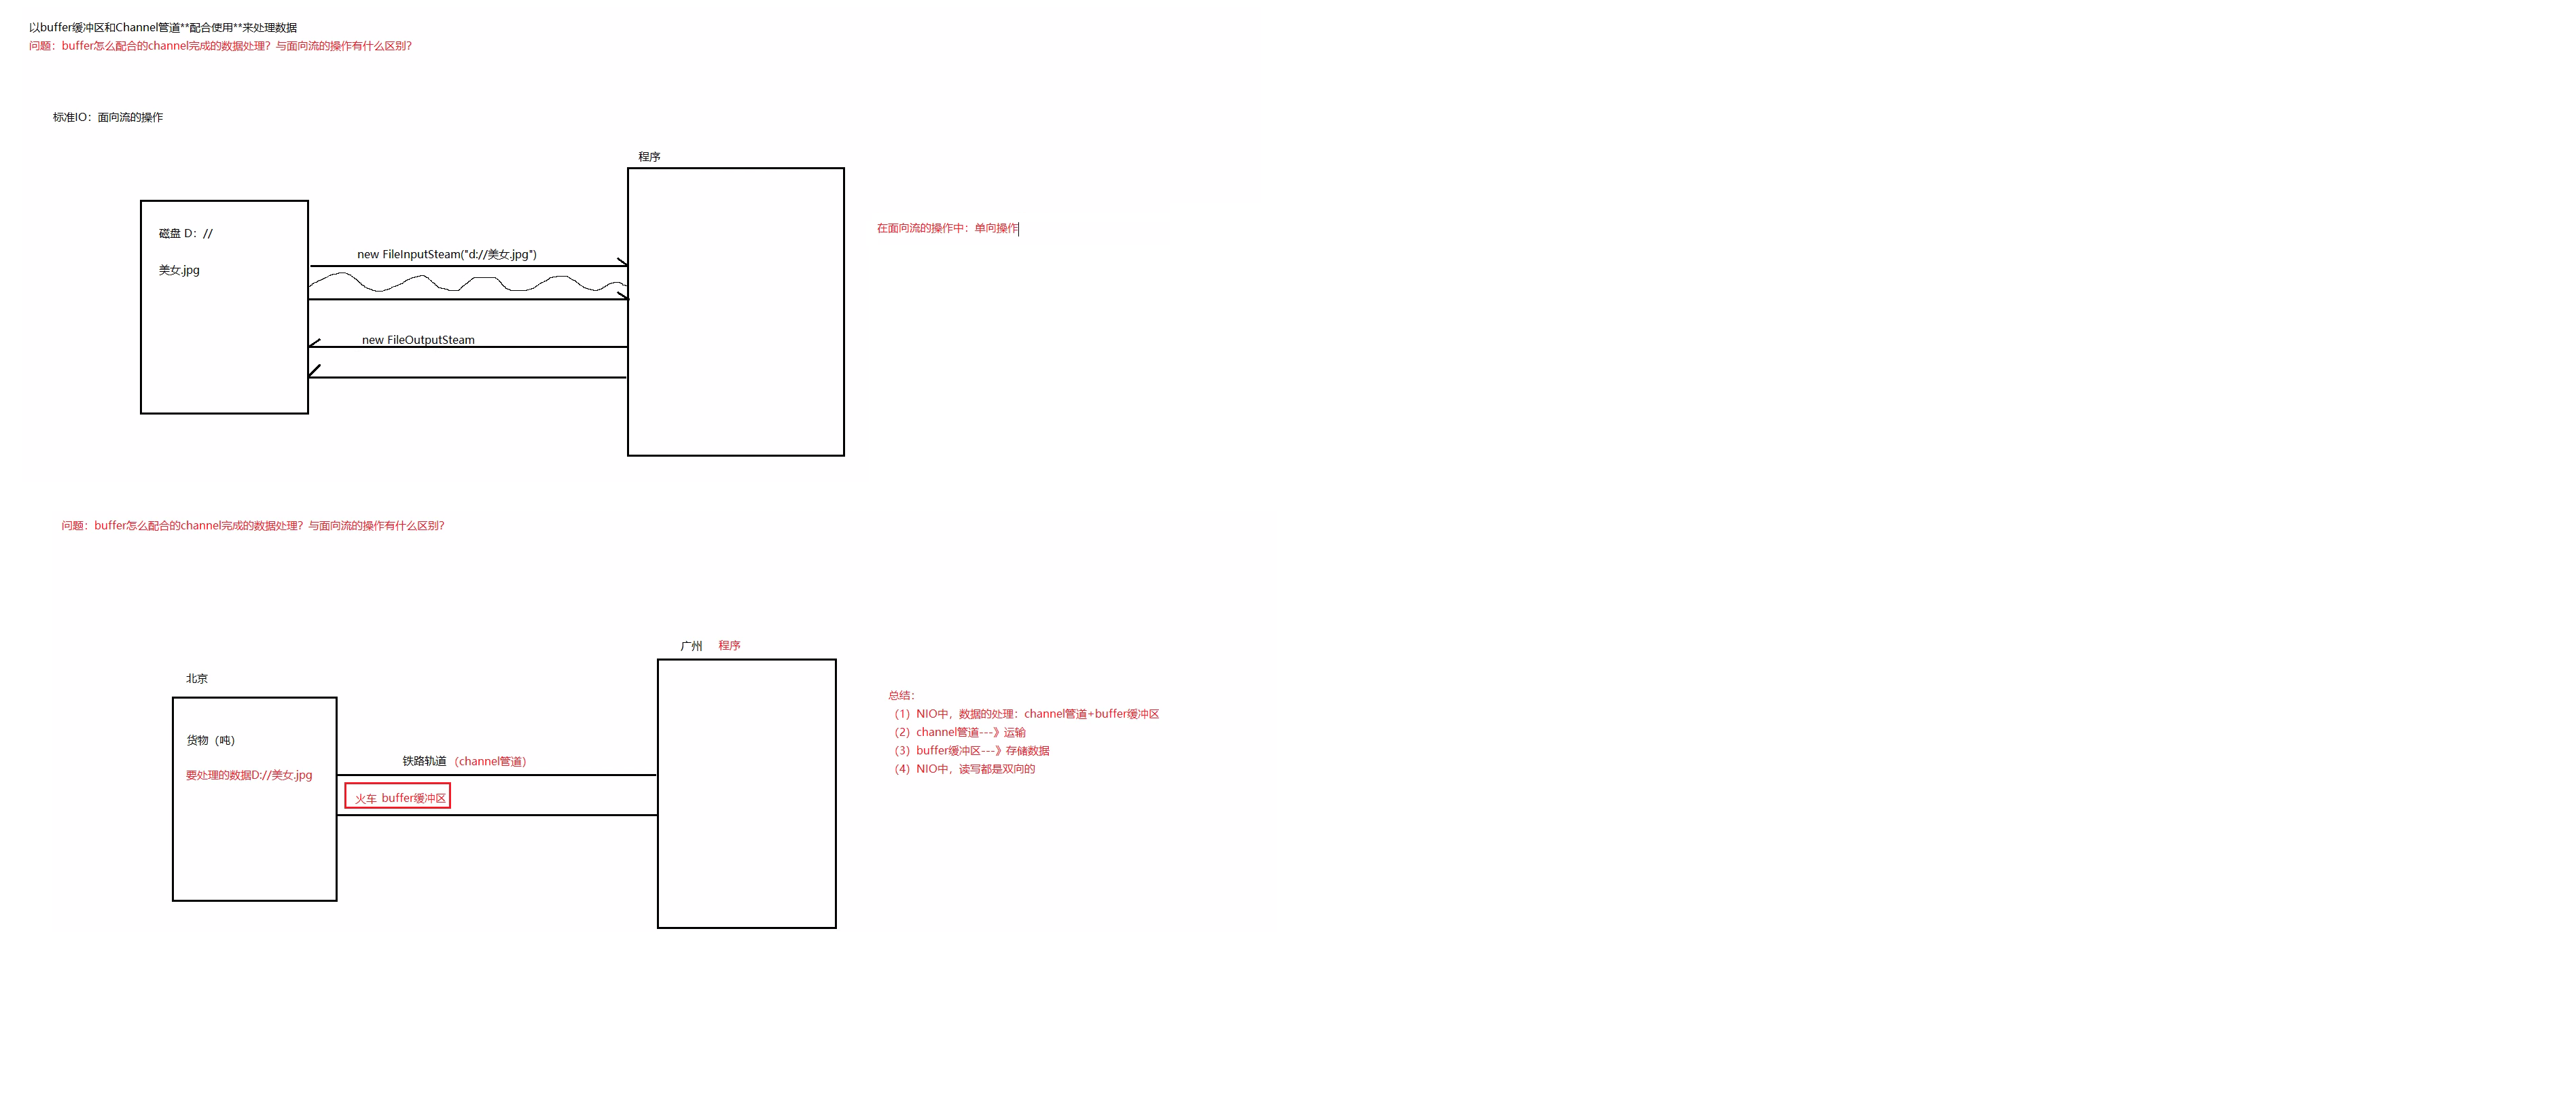 以buffer缓冲区和Channel管道**配合使用**来处理数据
问题：buffer怎么配合的channel完成的数据处理？与面向流的操作有什么区别？
标准IO：面向流的操作
程序
磁盘 D：//
美女.jpg
new FileInputSteam("d://美女.jpg")
new FileOutputSteam
在面向流的操作中：单向操作
问题：buffer怎么配合的channel完成的数据处理？与面向流的操作有什么区别？
广州 程序
北京
货物（吨）
要处理的数据D://美女.jpg
铁路轨道（channel管道）
火车 buffer缓冲区
总结：
（1）NIO中，数据的处理：channel管道+buffer缓冲区
（2）channel管道---》运输
（3）buffer缓冲区---》存储数据
（4）NIO中，读写都是双向的